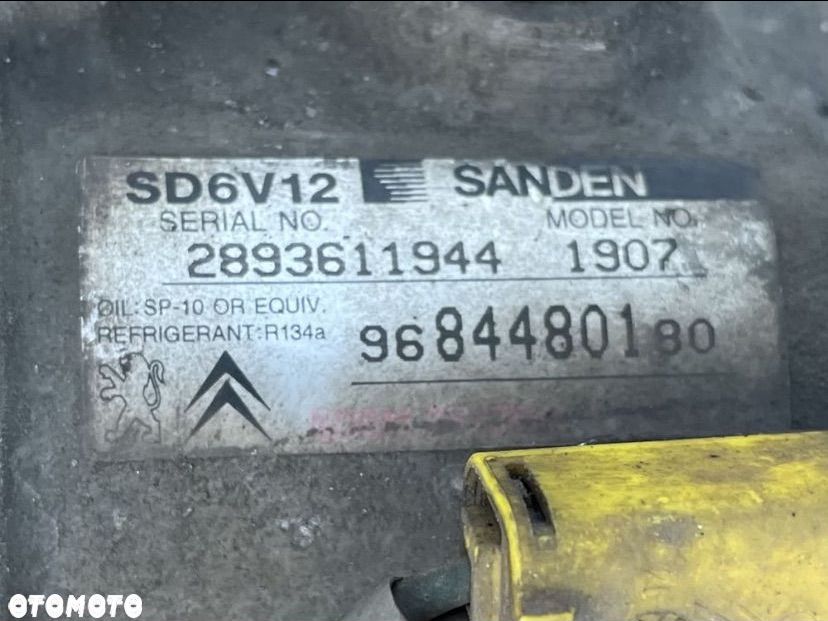 SD6V12 SANDEN
SERIAL NO. MODEL NO.
2893611944 1907
OIL: SP-10 OR EQUIV.
REFRIGERANT: R134a
9684480180
OTOMOTO